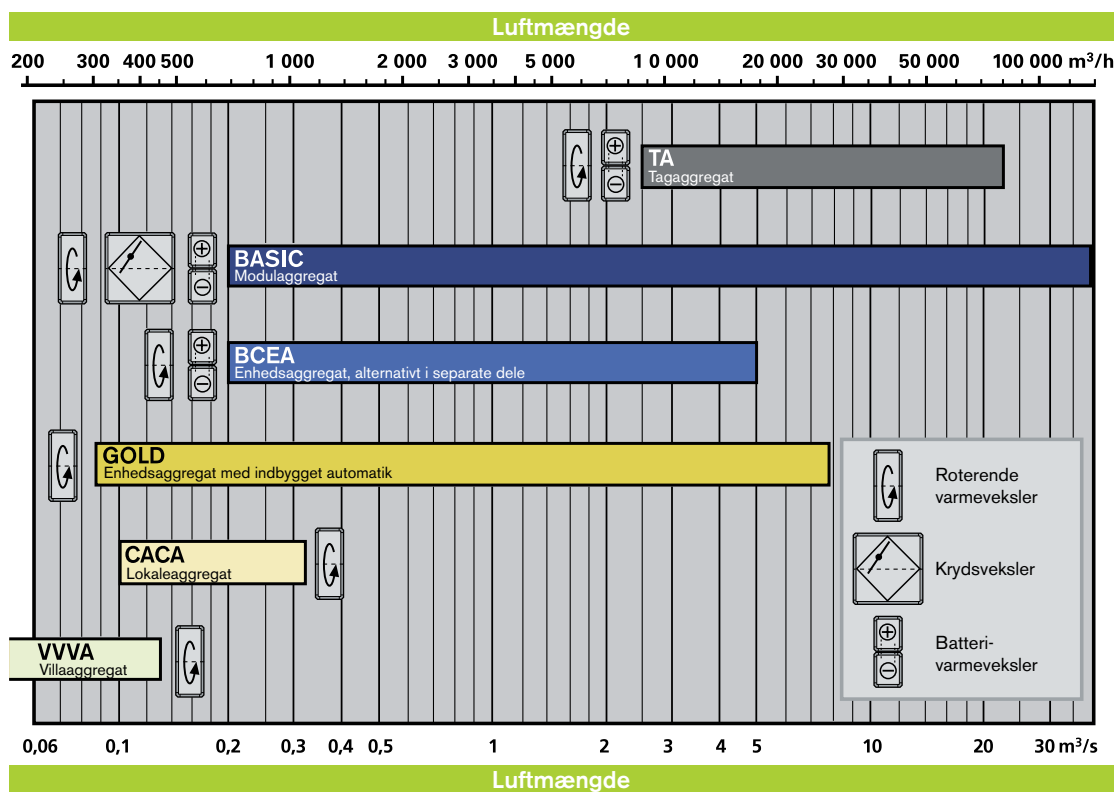 Luftmængde
200 300 400 500 1 000 2 000 3 000 5 000 1 0 000 20 000 30 000 50 000 100 000 m³/h
TA
Tagaggregat
BASIC
Modulaggregat
BCEA
Enhedsaggregat, alternativt i separate dele
GOLD
Enhedsaggregat med indbygget automatik
CACA
Lokaleaggregat
VVVA
Villaaggregat
Roterende
varmeveksler
Krydsveksler
Batteri-
varmeveksler
0,06 0,1 0,2 0,3 0,4 0,5 1 2 3 4 5 10 20 30 m³/s
Luftmængde